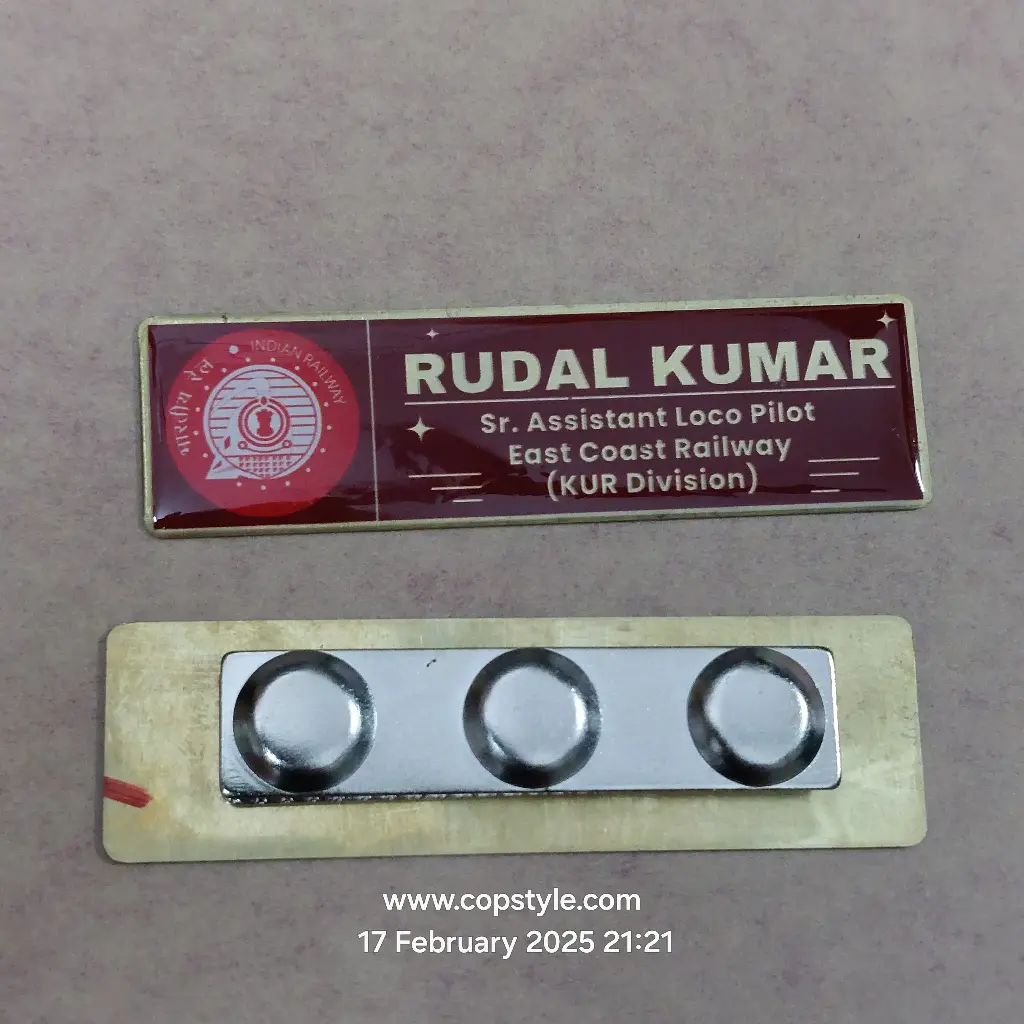 भारतीय रेल
INDIAN RAILWAY
RUDAL KUMAR
Sr. Assistant Loco Pilot
East Coast Railway
(KUR Division)
www.copstyle.com
17 February 2025 21:21